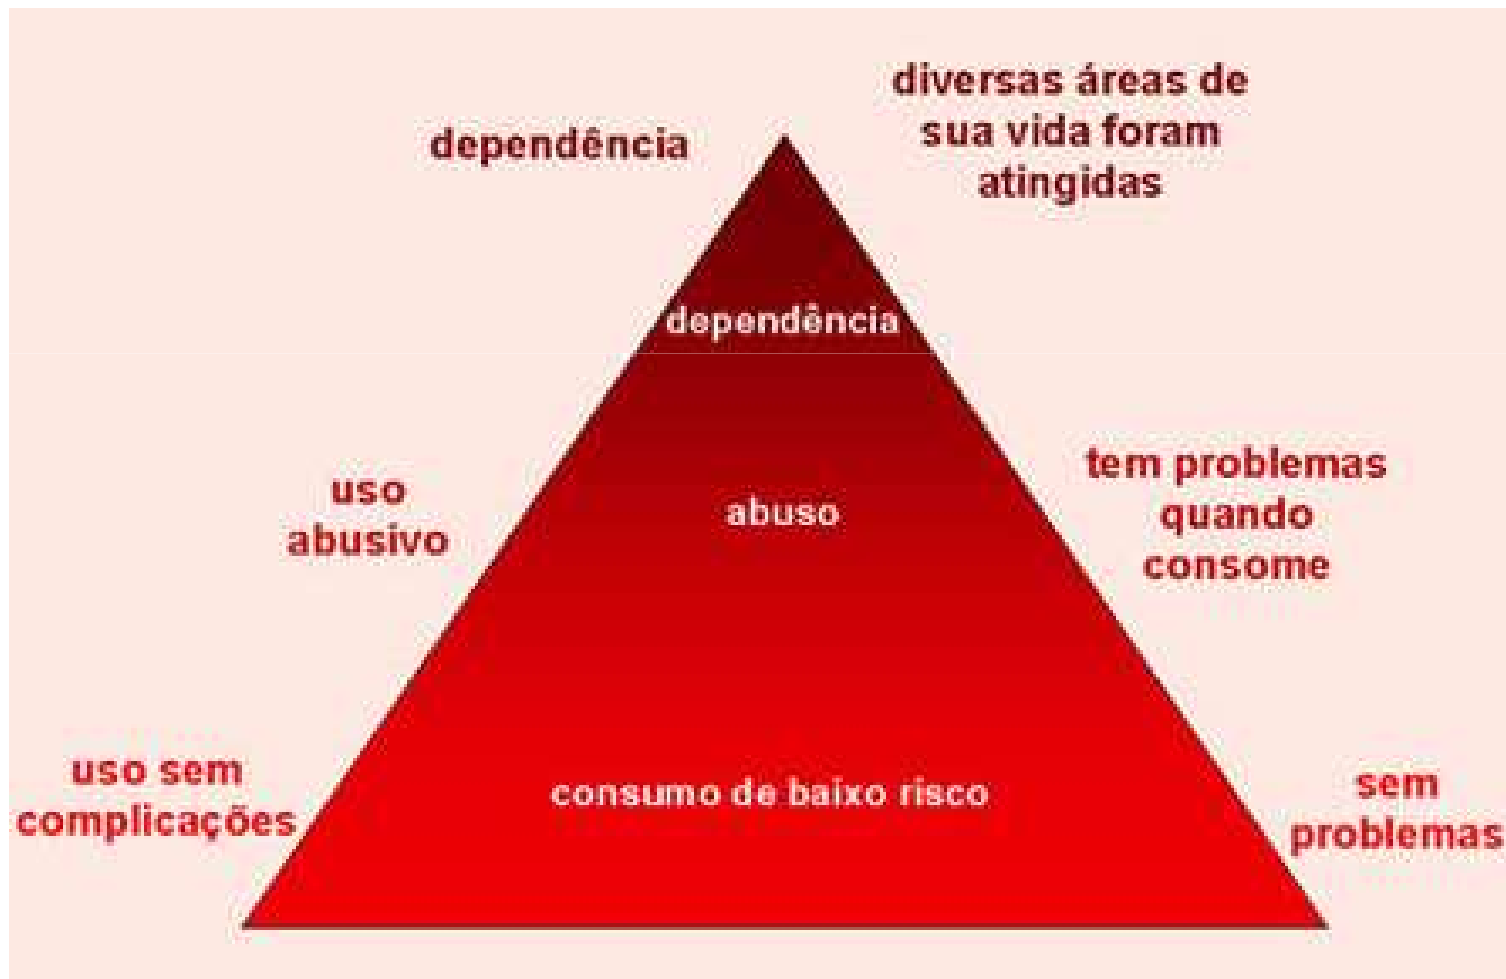 dependência
diversas áreas de
sua vida foram
atingidas
dependência
uso
abusivo
abuso
tem problemas
quando
consome
uso sem
complicações
consumo de baixo risco
sem
problemas